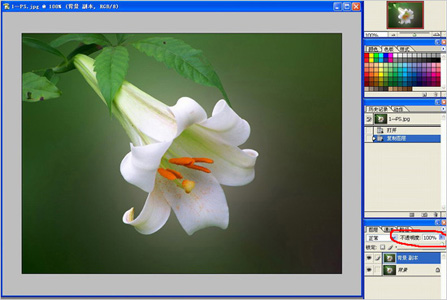 1-PS.jpg @ 100% (背景 副本, RGB/8)
100%
颜色 色板 样式
历史记录 动作
1-PS.jpg
打开
复制图层
图层 通道 路径
正常 不透明度: 100%
锁定:
背景 副本
背景